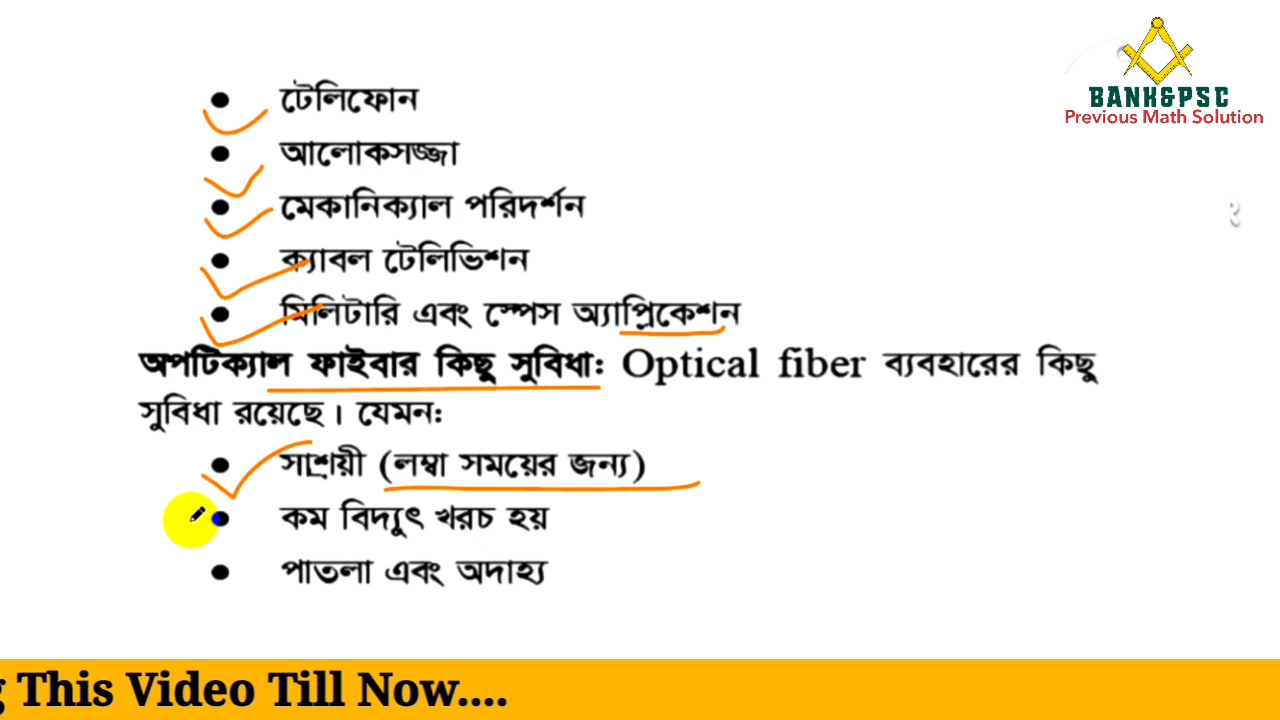 BANK&PSC
Previous Math Solution
• টেলিফোন
• আলোকসজ্জা
• মেকানিক্যাল পরিদর্শন
• ক্যাবল টেলিভিশন
• মিলিটারি এবং স্পেস অ্যাপ্লিকেশন
অপটিক্যাল ফাইবার কিছু সুবিধাঃ Optical fiber ব্যবহারের কিছু
সুবিধা রয়েছে। যেমনঃ
• সাশ্রয়ী (লম্বা সময়ের জন্য)
• কম বিদ্যুৎ খরচ হয়
• পাতলা এবং অদাহ্য
g This Video Till Now....